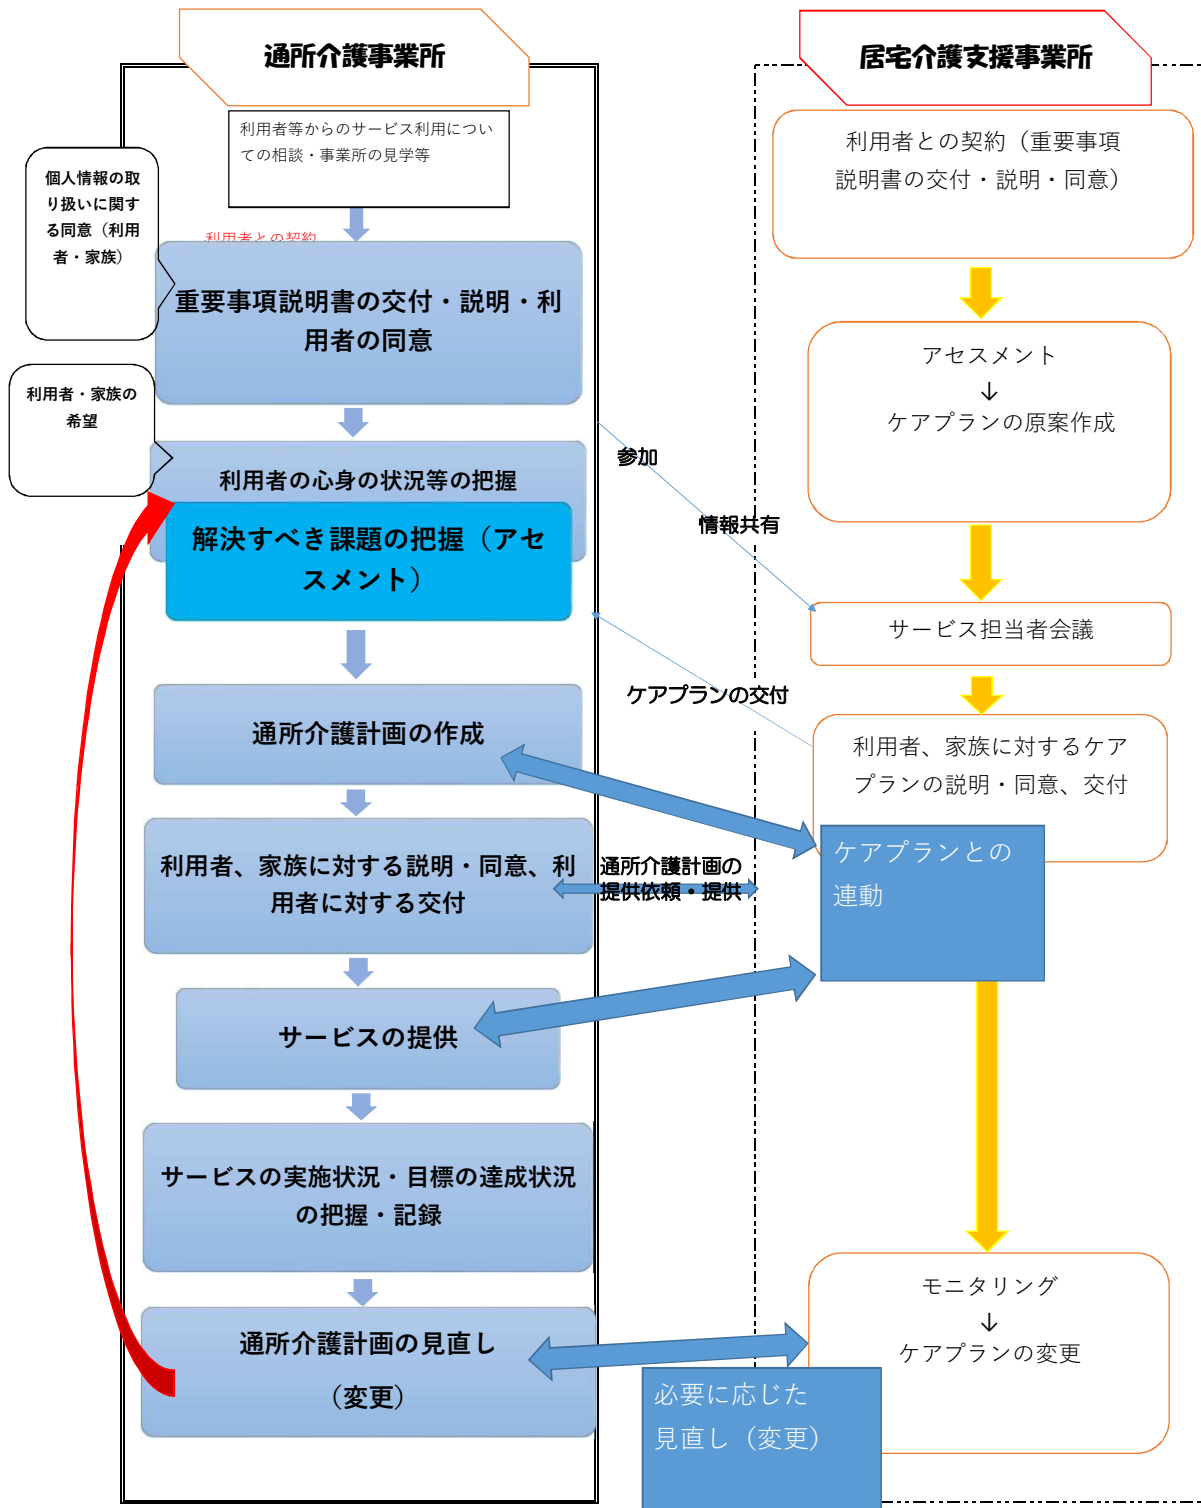 通所介護事業所
利用者等からのサービス利用につい
ての相談・事業所の見学等
個人情報の取
り扱いに関す
る同意（利用
者・家族）
利用者との契約
重要事項説明書の交付・説明・利
用者の同意
利用者・家族の
希望
利用者の心身の状況等の把握
解決すべき課題の把握（アセ
スメント）
通所介護計画の作成
利用者、家族に対する説明・同意、利
用者に対する交付
サービスの提供
サービスの実施状況・目標の達成状況
の把握・記録
通所介護計画の見直し
（変更）
参加
情報共有
ケアプランの交付
通所介護計画の
提供依頼・提供
居宅介護支援事業所
利用者との契約（重要事項
説明書の交付・説明・同意）
アセスメント
↓
ケアプランの原案作成
サービス担当者会議
利用者、家族に対するケア
プランの説明・同意、交付
ケアプランとの
連動
モニタリング
↓
ケアプランの変更
必要に応じた
見直し（変更）